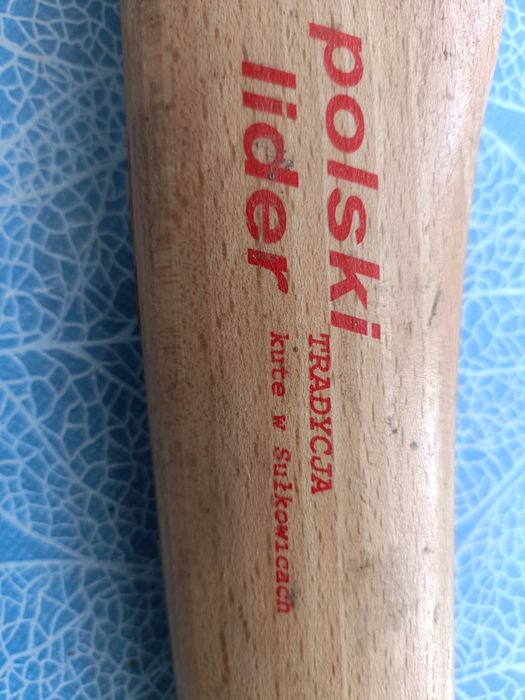 polski
lider
TRADYCJA
kute w Sułkowicach